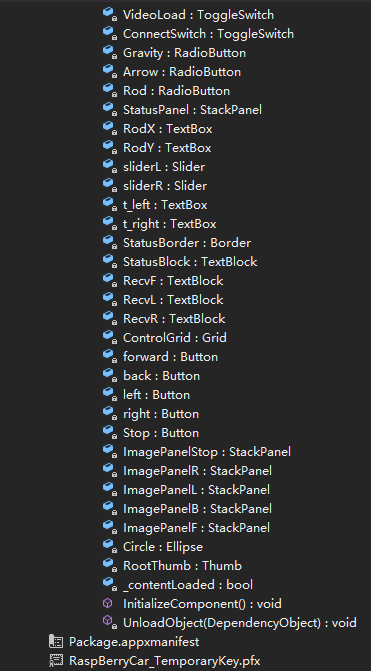 VideoLoad : ToggleSwitch
ConnectSwitch : ToggleSwitch
Gravity : RadioButton
Arrow : RadioButton
Rod : RadioButton
StatusPanel : StackPanel
RodX : TextBox
RodY : TextBox
sliderL : Slider
sliderR : Slider
t_left : TextBox
t_right : TextBox
StatusBorder : Border
StatusBlock : TextBlock
RecvF : TextBlock
RecvL : TextBlock
RecvR : TextBlock
ControlGrid : Grid
forward : Button
back : Button
left : Button
right : Button
Stop : Button
ImagePanelStop : StackPanel
ImagePanelR : StackPanel
ImagePanelL : StackPanel
ImagePanelB : StackPanel
ImagePanelF : StackPanel
Circle : Ellipse
RootThumb : Thumb
_contentLoaded : bool
InitializeComponent() : void
UnloadObject(DependencyObject) : void
Package.appxmanifest
RaspBerryCar_TemporaryKey.pfx